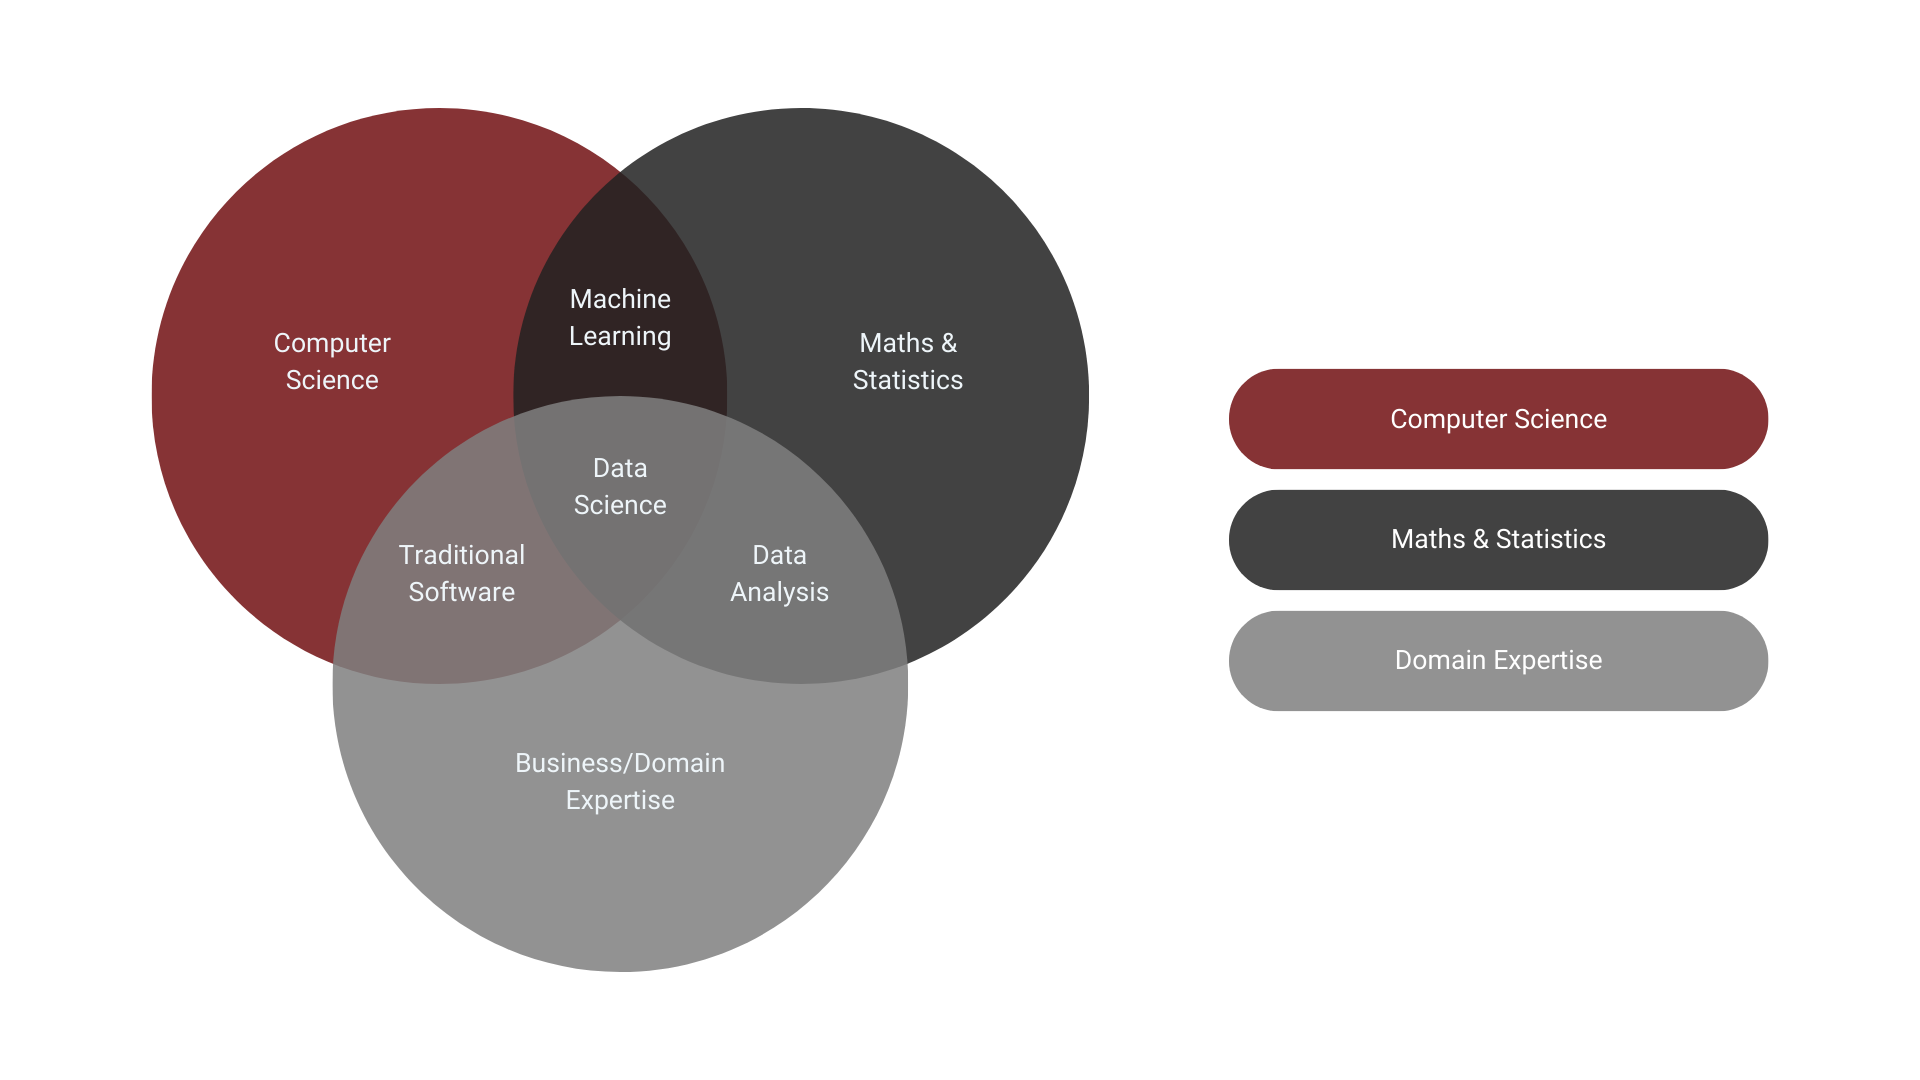 Computer
Science
Machine
Learning
Maths &
Statistics
Data
Science
Traditional
Software
Data
Analysis
Business/Domain
Expertise
Computer Science
Maths & Statistics
Domain Expertise